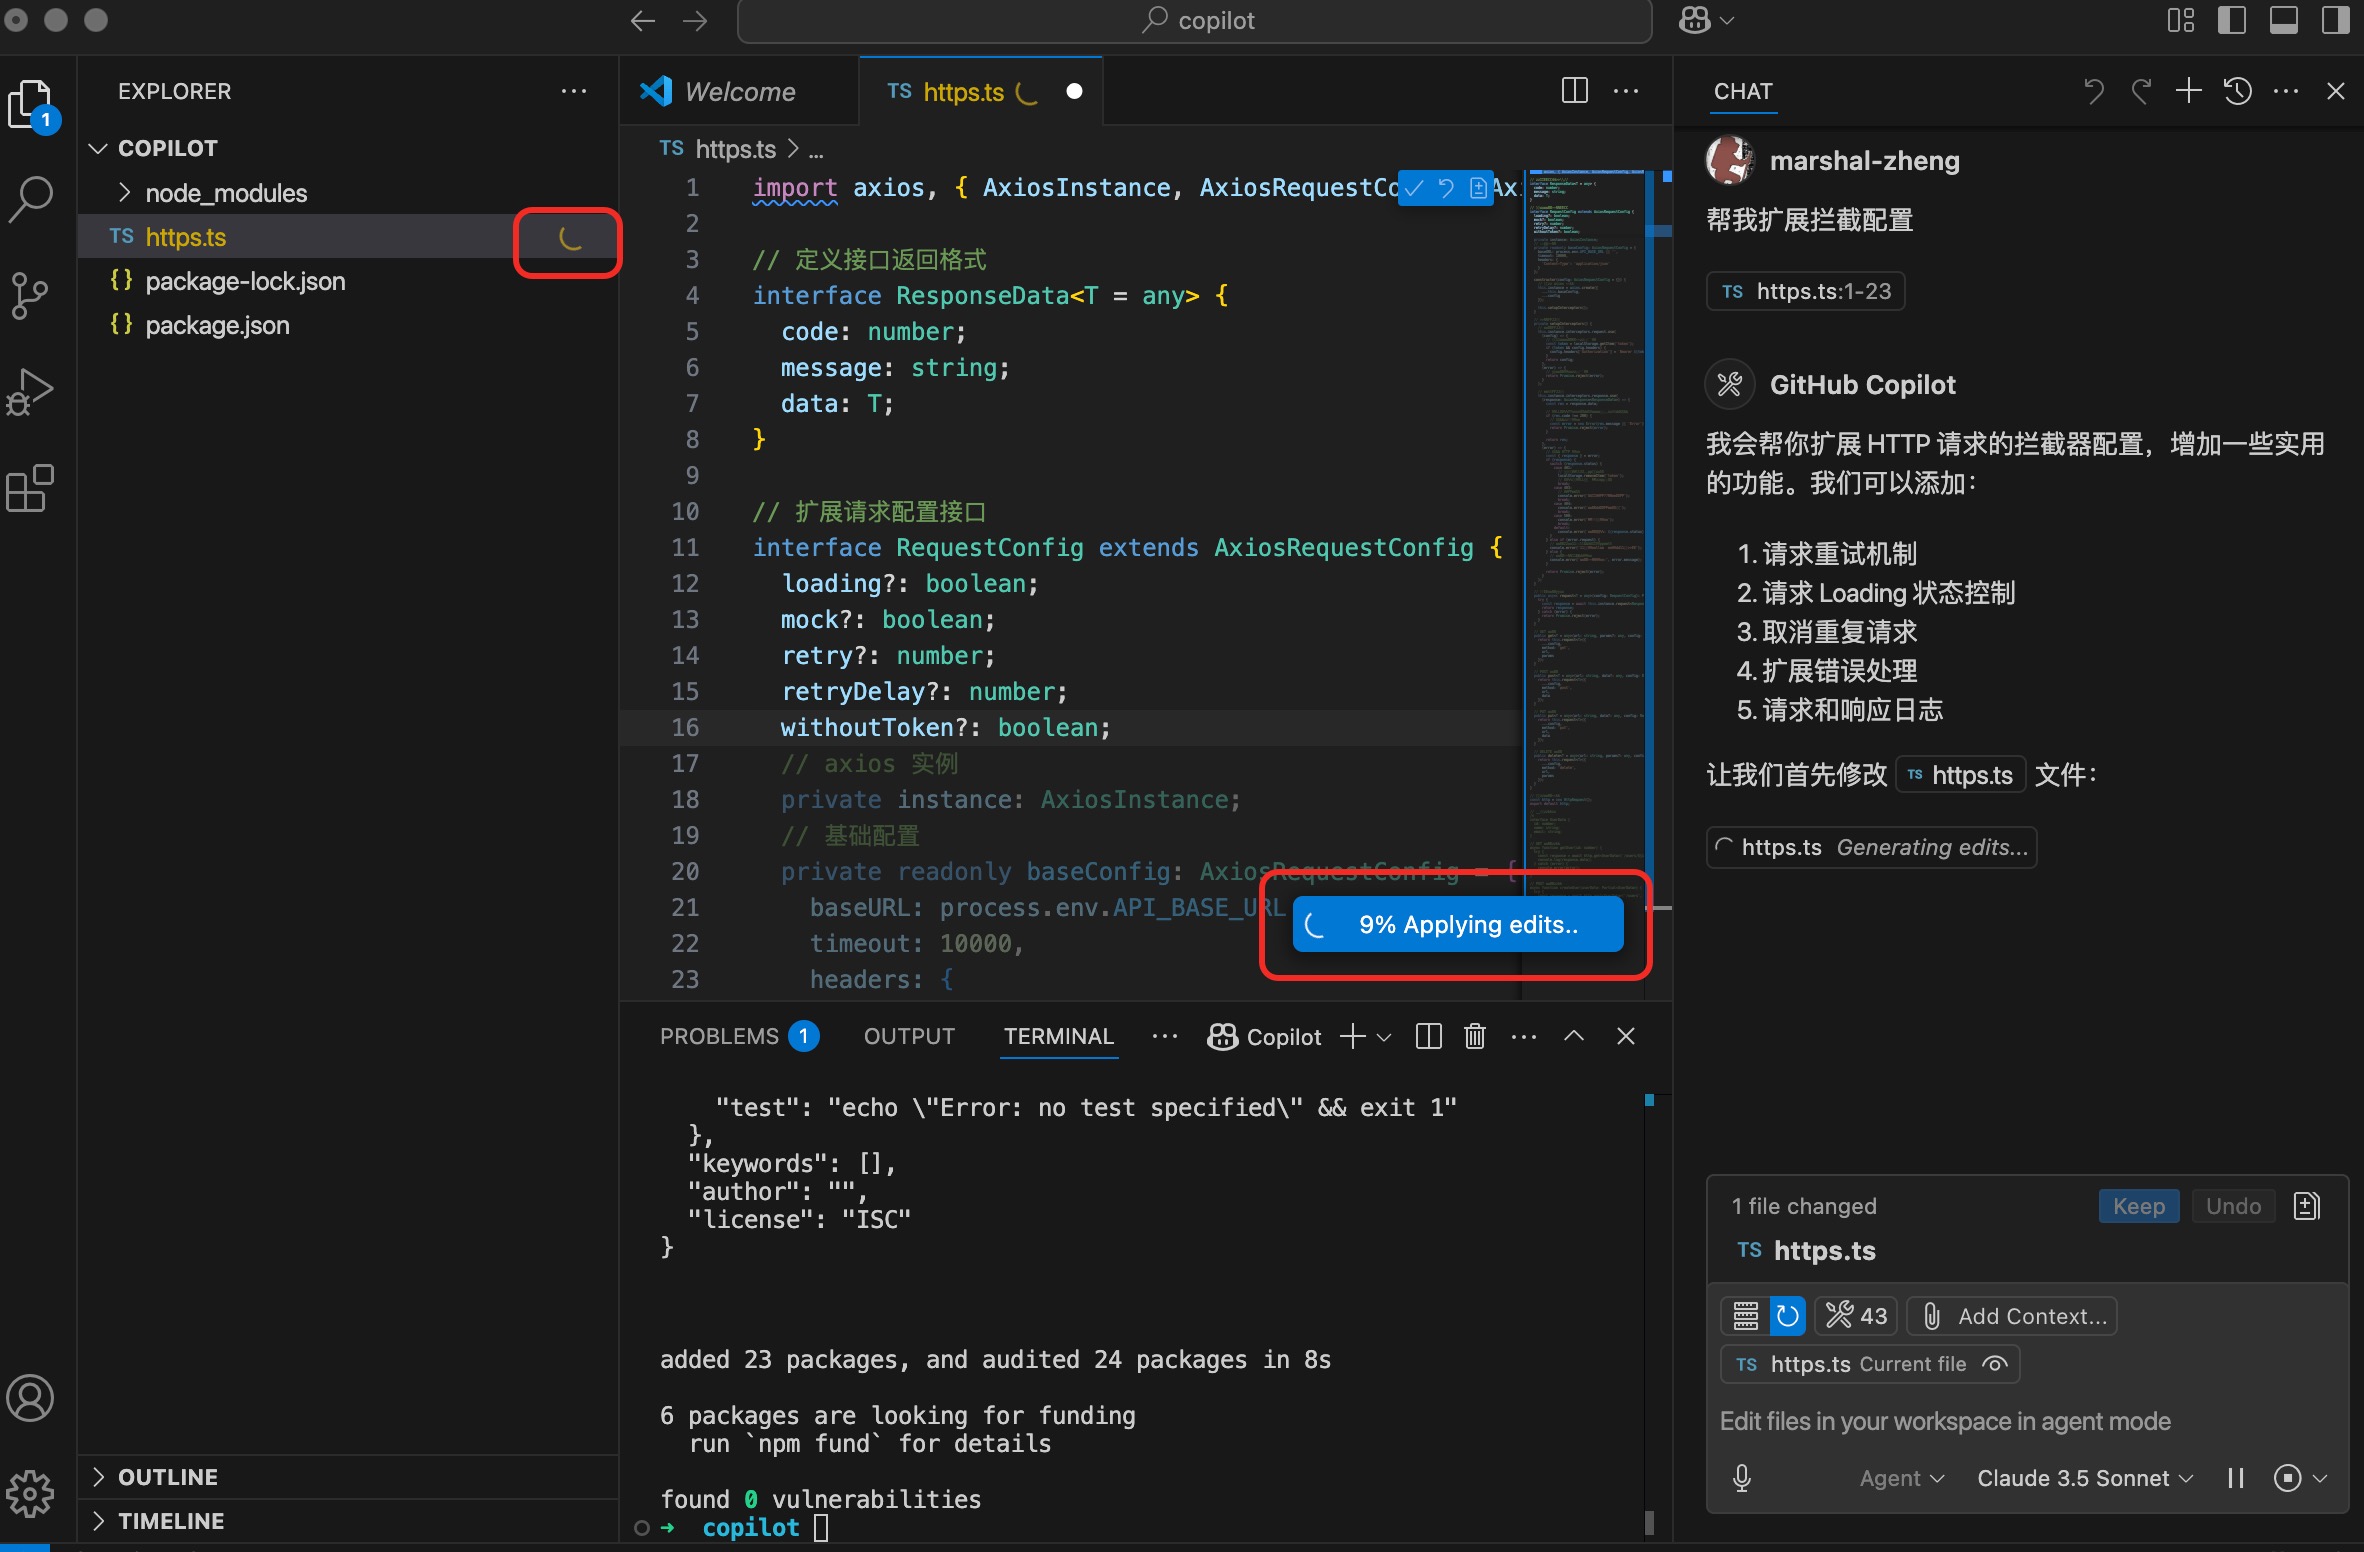 copilot
EXPLORER
1
COPILOT
node_modules
TS https.ts
{} package-lock.json
{} package.json
OUTLINE
TIMELINE
Welcome
TS https.ts
TS https.ts > ...
1 import axios, { AxiosInstance, AxiosRequestCo Ax
2
3 // 定义接口返回格式
4 interface ResponseData<T = any> {
5 code: number;
6 message: string;
7 data: T;
8 }
9
10 // 扩展请求配置接口
11 interface RequestConfig extends AxiosRequestConfig {
12 loading?: boolean;
13 mock?: boolean;
14 retry?: number;
15 retryDelay?: number;
16 withoutToken?: boolean;
17 // axios 实例
18 private instance: AxiosInstance;
19 // 基础配置
20 private readonly baseConfig: AxiosRequestConfig = {
21 baseURL: process.env.API_BASE_URL
22 timeout: 10000,
23 headers: {
9% Applying edits..
PROBLEMS 1 OUTPUT TERMINAL ... Copilot
"test": "echo \"Error: no test specified\" && exit 1"
},
"keywords": [],
"author": "",
"license": "ISC"
}
added 23 packages, and audited 24 packages in 8s
6 packages are looking for funding
run `npm fund` for details
found 0 vulnerabilities
➜ copilot
CHAT
marshal-zheng
帮我扩展拦截配置
TS https.ts:1-23
GitHub Copilot
我会帮你扩展 HTTP 请求的拦截器配置，增加一些实用
的功能。我们可以添加：
1. 请求重试机制
2. 请求 Loading 状态控制
3. 取消重复请求
4. 扩展错误处理
5. 请求和响应日志
让我们首先修改 TS https.ts 文件：
https.ts Generating edits...
1 file changed Keep Undo
TS https.ts
43 Add Context...
TS https.ts Current file
Edit files in your workspace in agent mode
Agent Claude 3.5 Sonnet